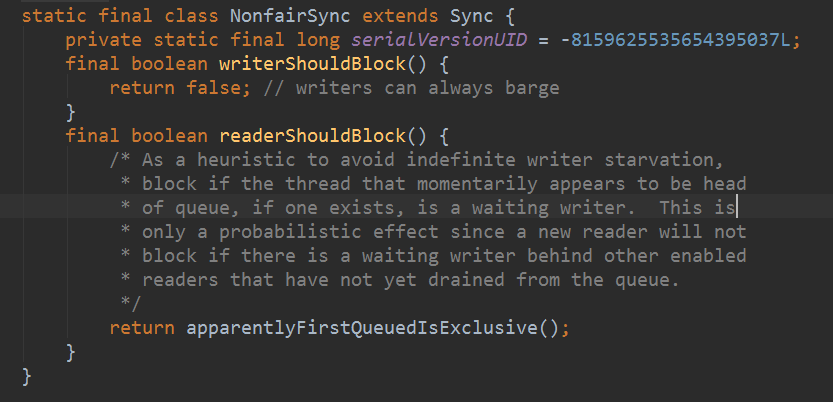 static final class NonfairSync extends Sync {
    private static final long serialVersionUID = -8159625535654395037L;
    final boolean writerShouldBlock() {
        return false; // writers can always barge
    }
    final boolean readerShouldBlock() {
        /* As a heuristic to avoid indefinite writer starvation,
         * block if the thread that momentarily appears to be head
         * of queue, if one exists, is a waiting writer.  This is
         * only a probabilistic effect since a new reader will not
         * block if there is a waiting writer behind other enabled
         * readers that have not yet drained from the queue.
         */
        return apparentlyFirstQueuedIsExclusive();
    }
}